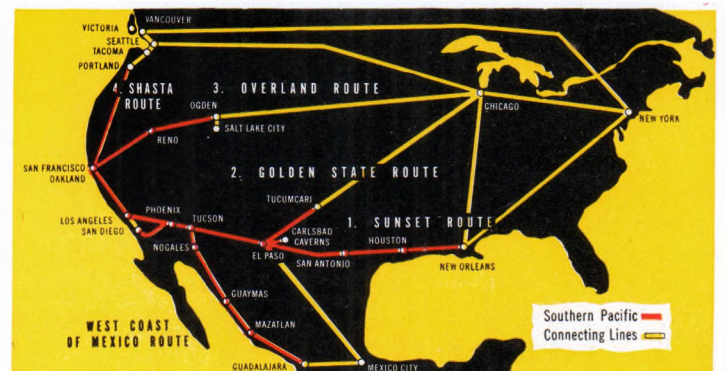 VANCOUVER
VICTORIA
SEATTLE
TACOMA
PORTLAND
4. SHASTA
ROUTE
3. OVERLAND ROUTE
OGDEN
SALT LAKE CITY
RENO
CHICAGO
NEW YORK
SAN FRANCISCO
OAKLAND
2. GOLDEN STATE ROUTE
TUCUMCARI
1. SUNSET ROUTE
LOS ANGELES
SAN DIEGO
PHOENIX
TUCSON
NOGALES
EL PASO
CARLSBAD
CAVERNS
SAN ANTONIO
HOUSTON
NEW ORLEANS
GUAYMAS
MAZATLAN
WEST COAST
OF MEXICO ROUTE
GUADALAJARA
MEXICO CITY
Southern Pacific
Connecting Lines